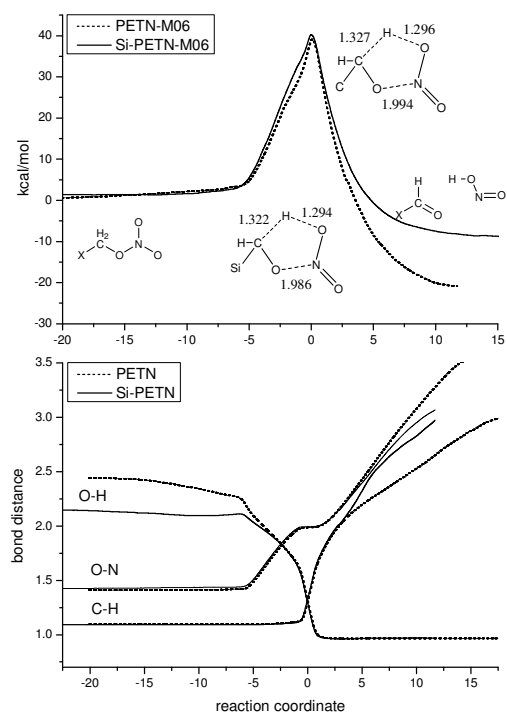 PETN-M06
Si-PETN-M06
kcal/mol
40
30
20
10
0
-10
-20
-30
-20 -15 -10 -5 0 5 10 15
1.327 H 1.296
H C O
C O N
1.994 O
H
C
X O
H O
N O
H2
C
X O
O
N
O
1.322 H 1.294
H C O
Si O N
1.986 O
PETN
Si-PETN
bond distance
3.5
3.0
2.5
2.0
1.5
1.0
O-H
O-N
C-H
-20 -15 -10 -5 0 5 10 15
reaction coordinate